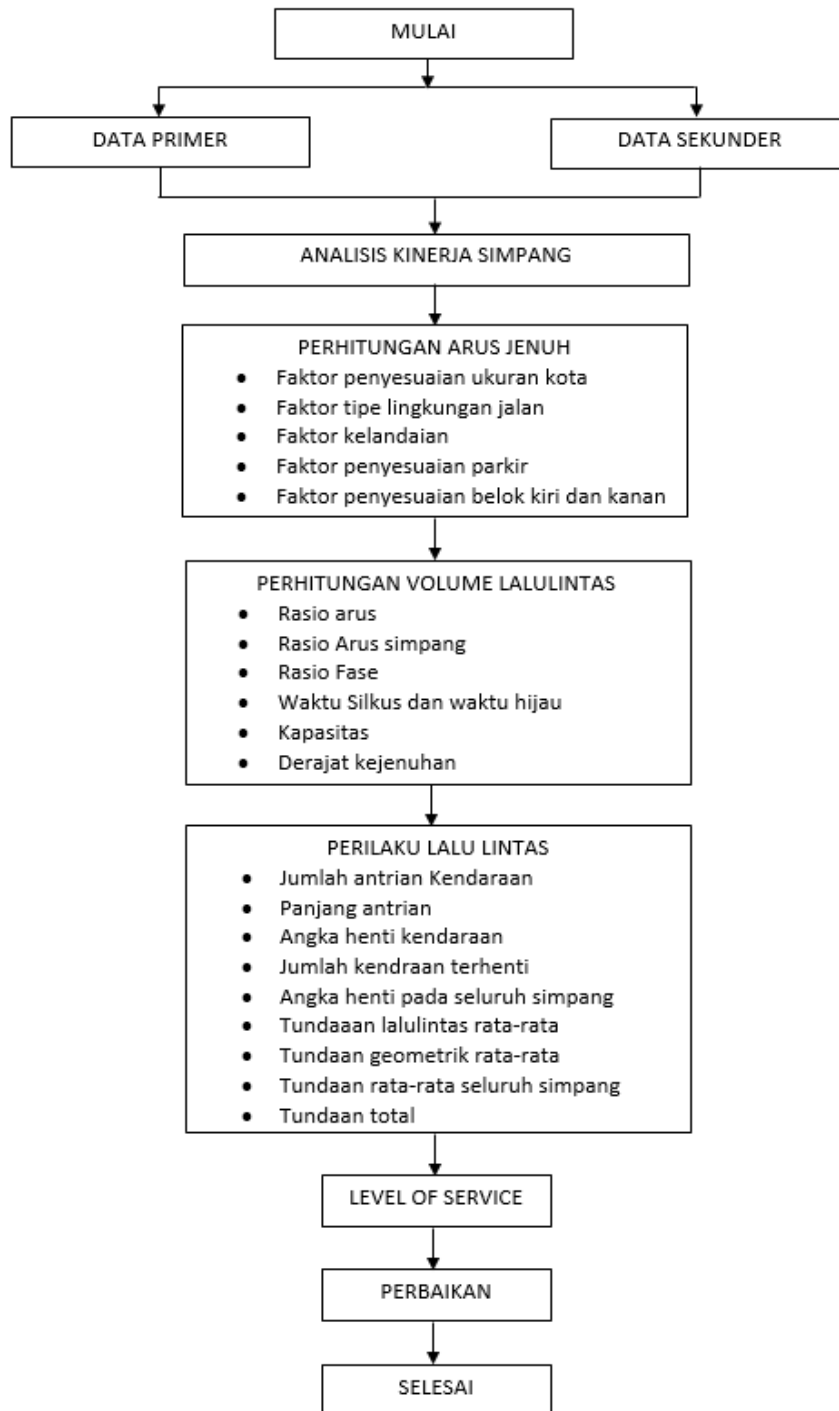 MULAI
DATA PRIMER
DATA SEKUNDER
ANALISIS KINERJA SIMPANG
PERHITUNGAN ARUS JENUH
• Faktor penyesuaian ukuran kota
• Faktor tipe lingkungan jalan
• Faktor kelandaian
• Faktor penyesuaian parkir
• Faktor penyesuaian belok kiri dan kanan
PERHITUNGAN VOLUME LALULINTAS
• Rasio arus
• Rasio Arus simpang
• Rasio Fase
• Waktu Silkus dan waktu hijau
• Kapasitas
• Derajat kejenuhan
PERILAKU LALU LINTAS
• Jumlah antrian Kendaraan
• Panjang antrian
• Angka henti kendaraan
• Jumlah kendraan terhenti
• Angka henti pada seluruh simpang
• Tundaaan lalulintas rata-rata
• Tundaan geometrik rata-rata
• Tundaan rata-rata seluruh simpang
• Tundaan total
LEVEL OF SERVICE
PERBAIKAN
SELESAI